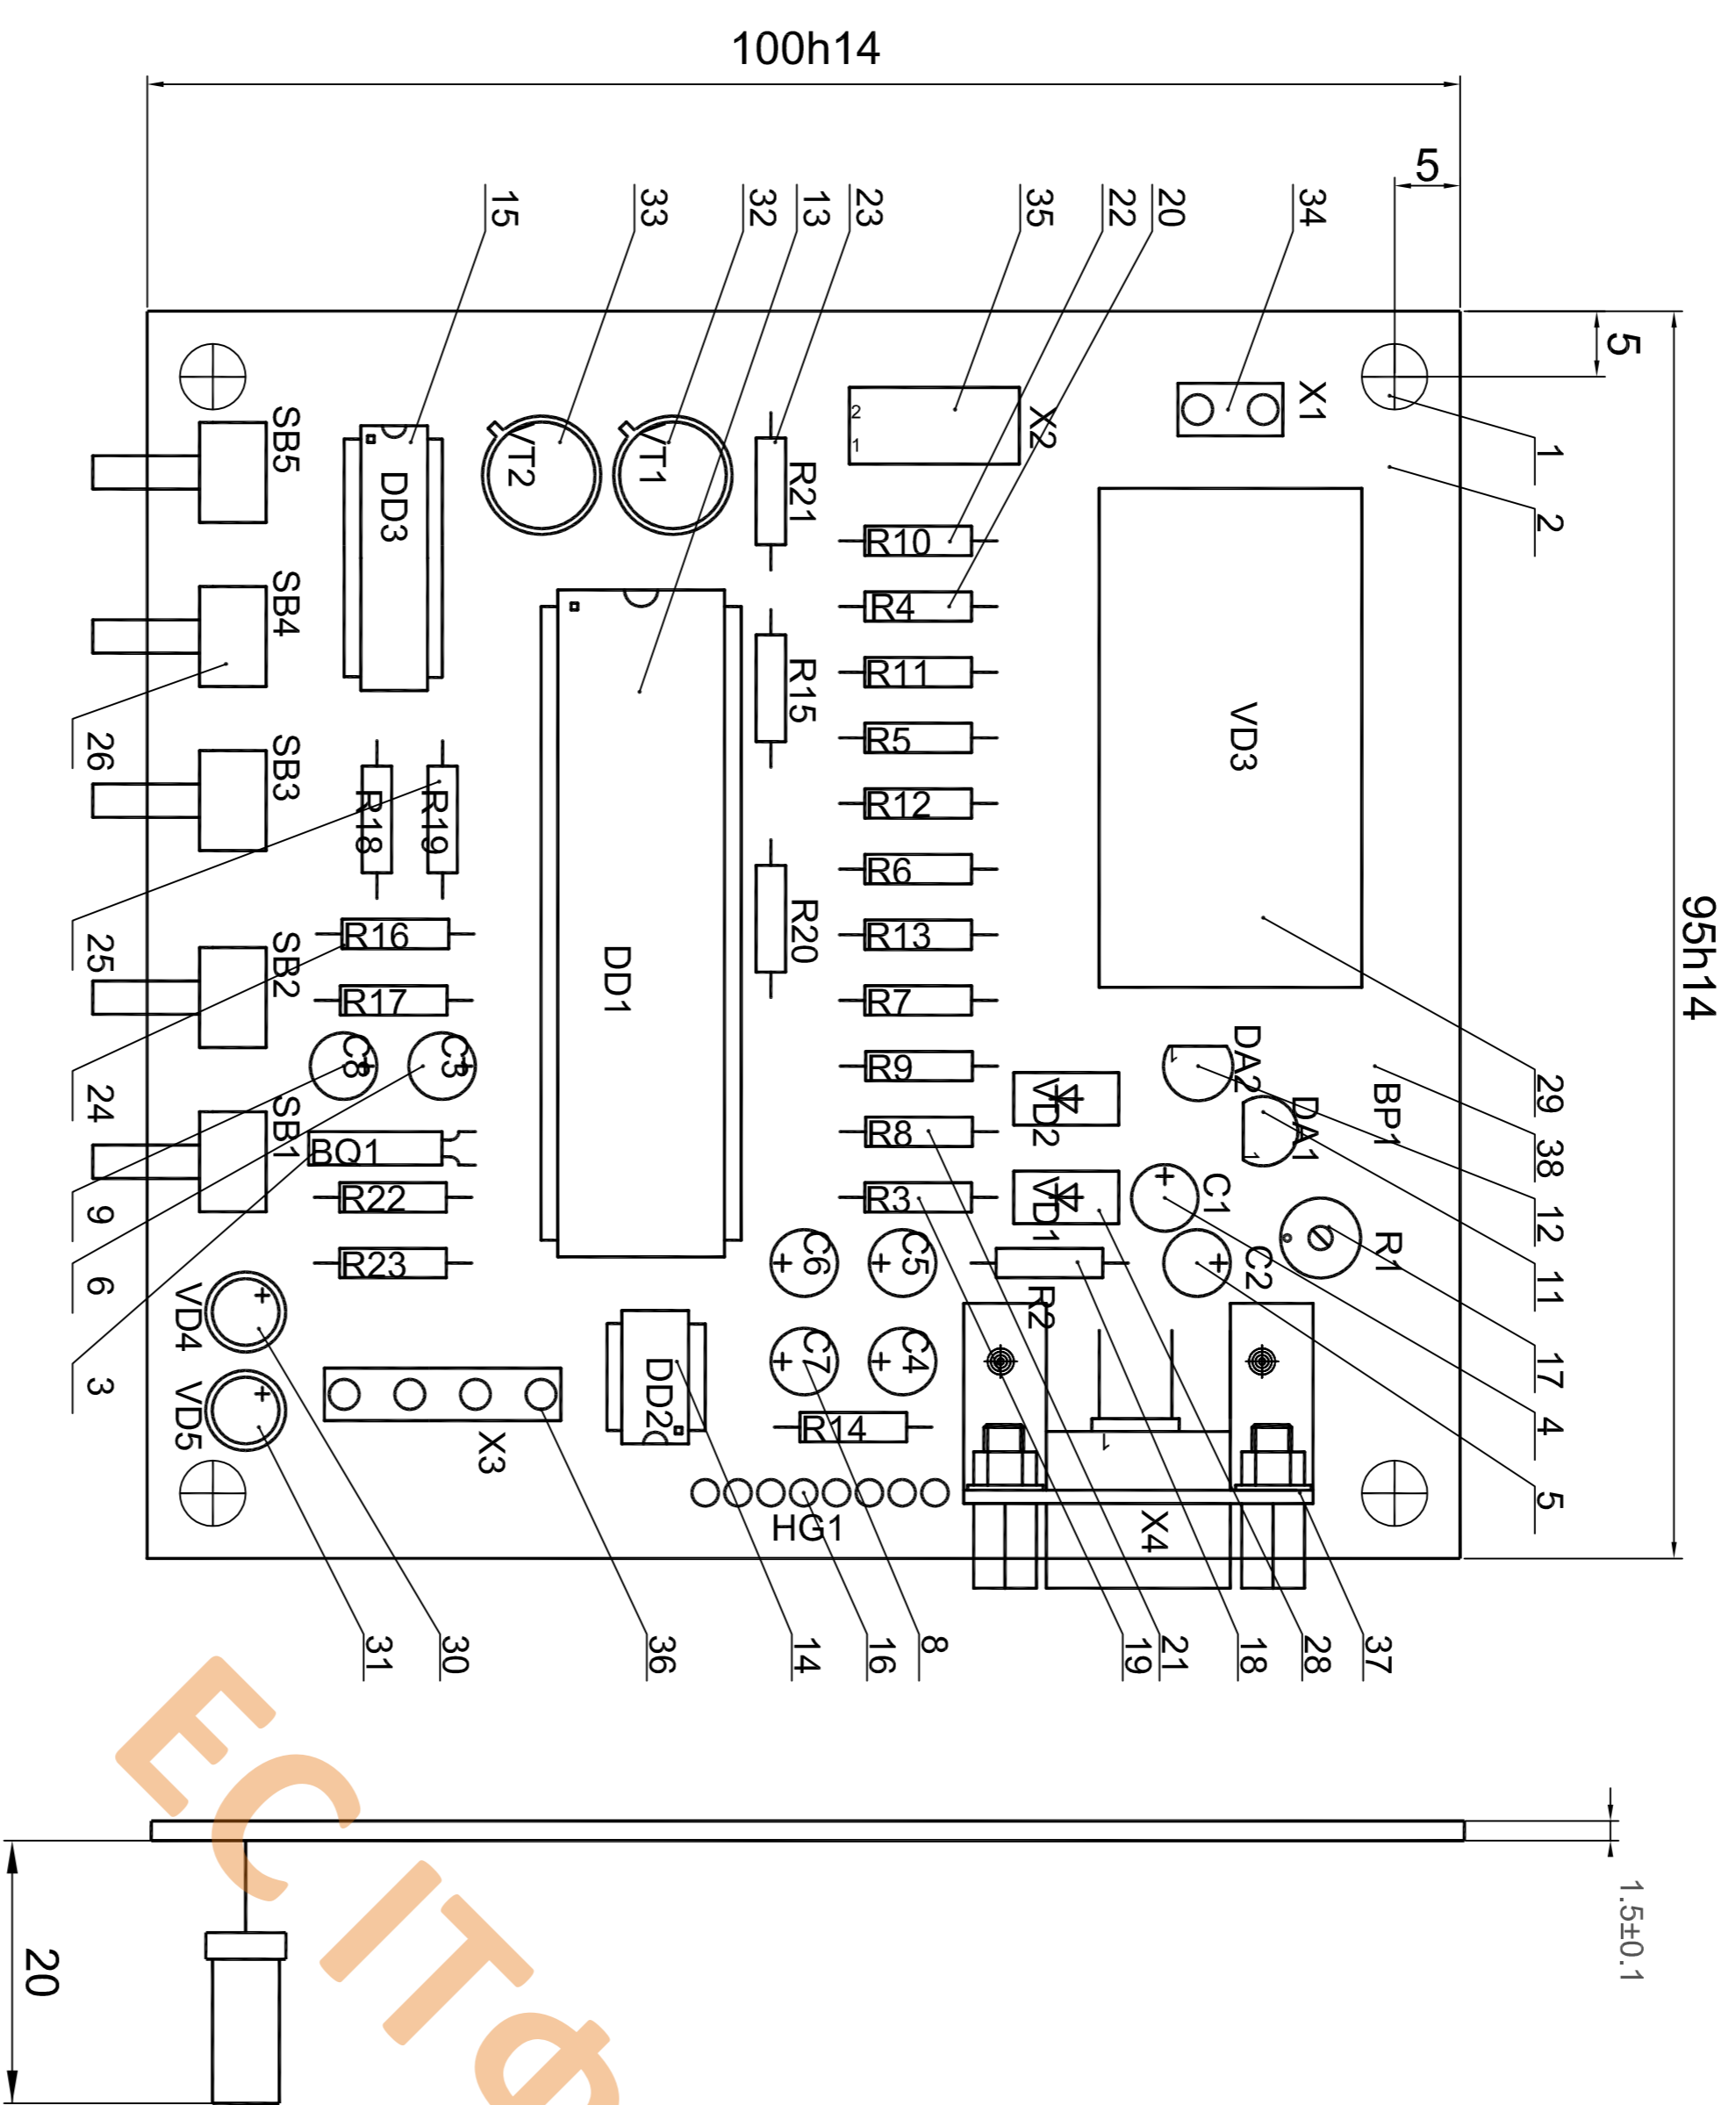 100h14
5
34
20
22
35
23
13
32
33
15
5
X1
X2
2
1
1
2
R21
VT1
VT2
DD3
SB5
R10
R4
R11
R5
R12
R6
R13
R7
R9
R8
R3
VD3
R15
SB4
26
SB3
R19
R18
25
R20
DD1
95h14
R16
R17
SB2
24
C8
C3
DA2
1
DA1
1
BP1
29
38
12
11
17
4
5
VD2
VD1
SB1
BQ1
9
6
3
R22
R23
C1
C2
R1
R2
C6
C5
C7
C4
VD4
VD5
X3
DD2
R14
HG1
1
X4
31
30
36
14
16
8
19
21
18
28
37
1.5±0.1
20
ЕС ІТФ